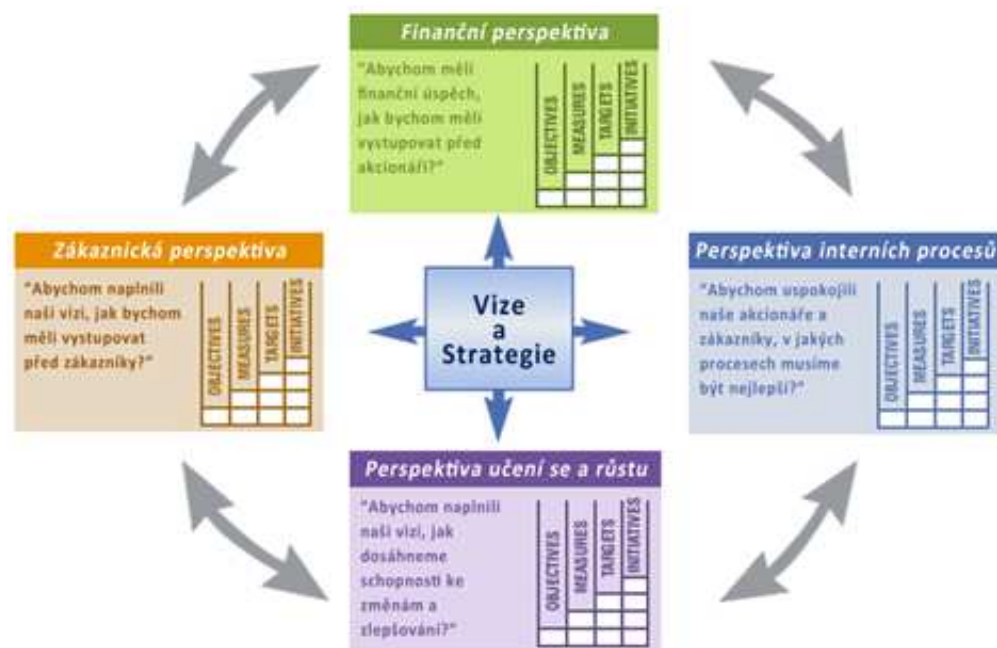 Finanční perspektiva
"Abychom měli
finanční úspěch,
jak bychom měli
vystupovat před
akcionáři?"
OBJECTIVES
MEASURES
TARGETS
INITIATIVES
Zákaznická perspektiva
"Abychom naplnili
naši vizi, jak bychom
měli vystupovat
před zákazníky?"
OBJECTIVES
MEASURES
TARGETS
INITIATIVES
Vize
a
Strategie
Perspektiva interních procesů
"Abychom uspokojili
naše akcionáře a
zákazníky, v jakých
procesech musíme
být nejlepší?"
OBJECTIVES
MEASURES
TARGETS
INITIATIVES
Perspektiva učení se a růstu
"Abychom naplnili
naši vizi, jak
dosáhneme
schopnosti ke
změnám a
zlepšování?"
OBJECTIVES
MEASURES
TARGETS
INITIATIVES